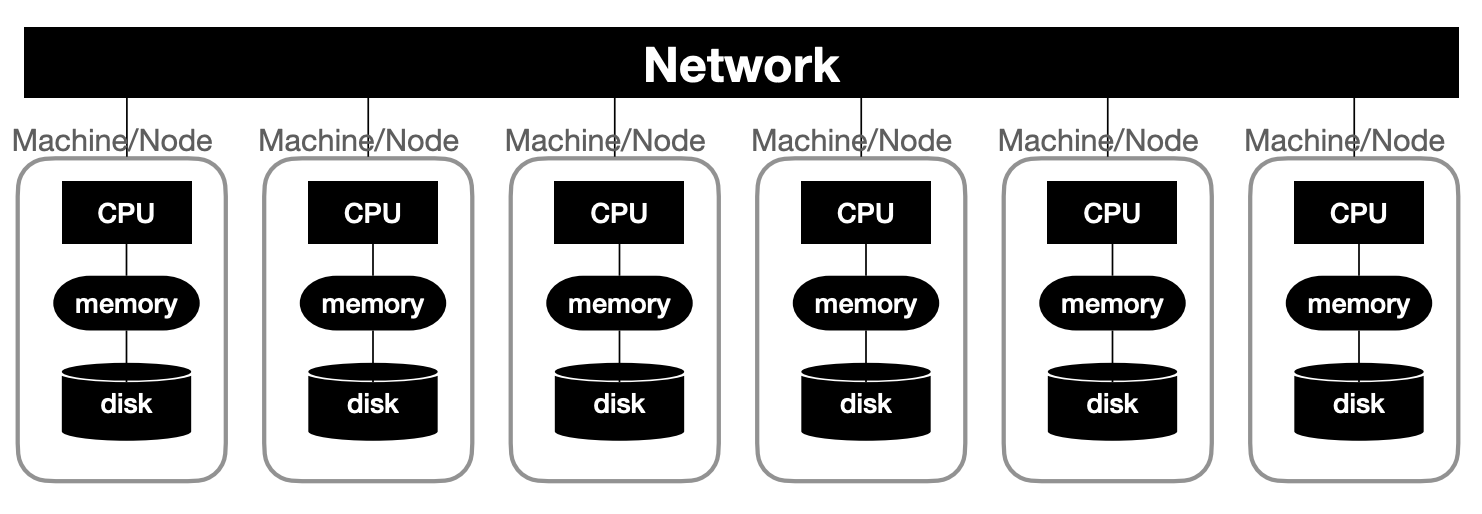 Network
Machine/Node Machine/Node Machine/Node Machine/Node Machine/Node Machine/Node
CPU CPU CPU CPU CPU CPU
memory memory memory memory memory memory
disk disk disk disk disk disk